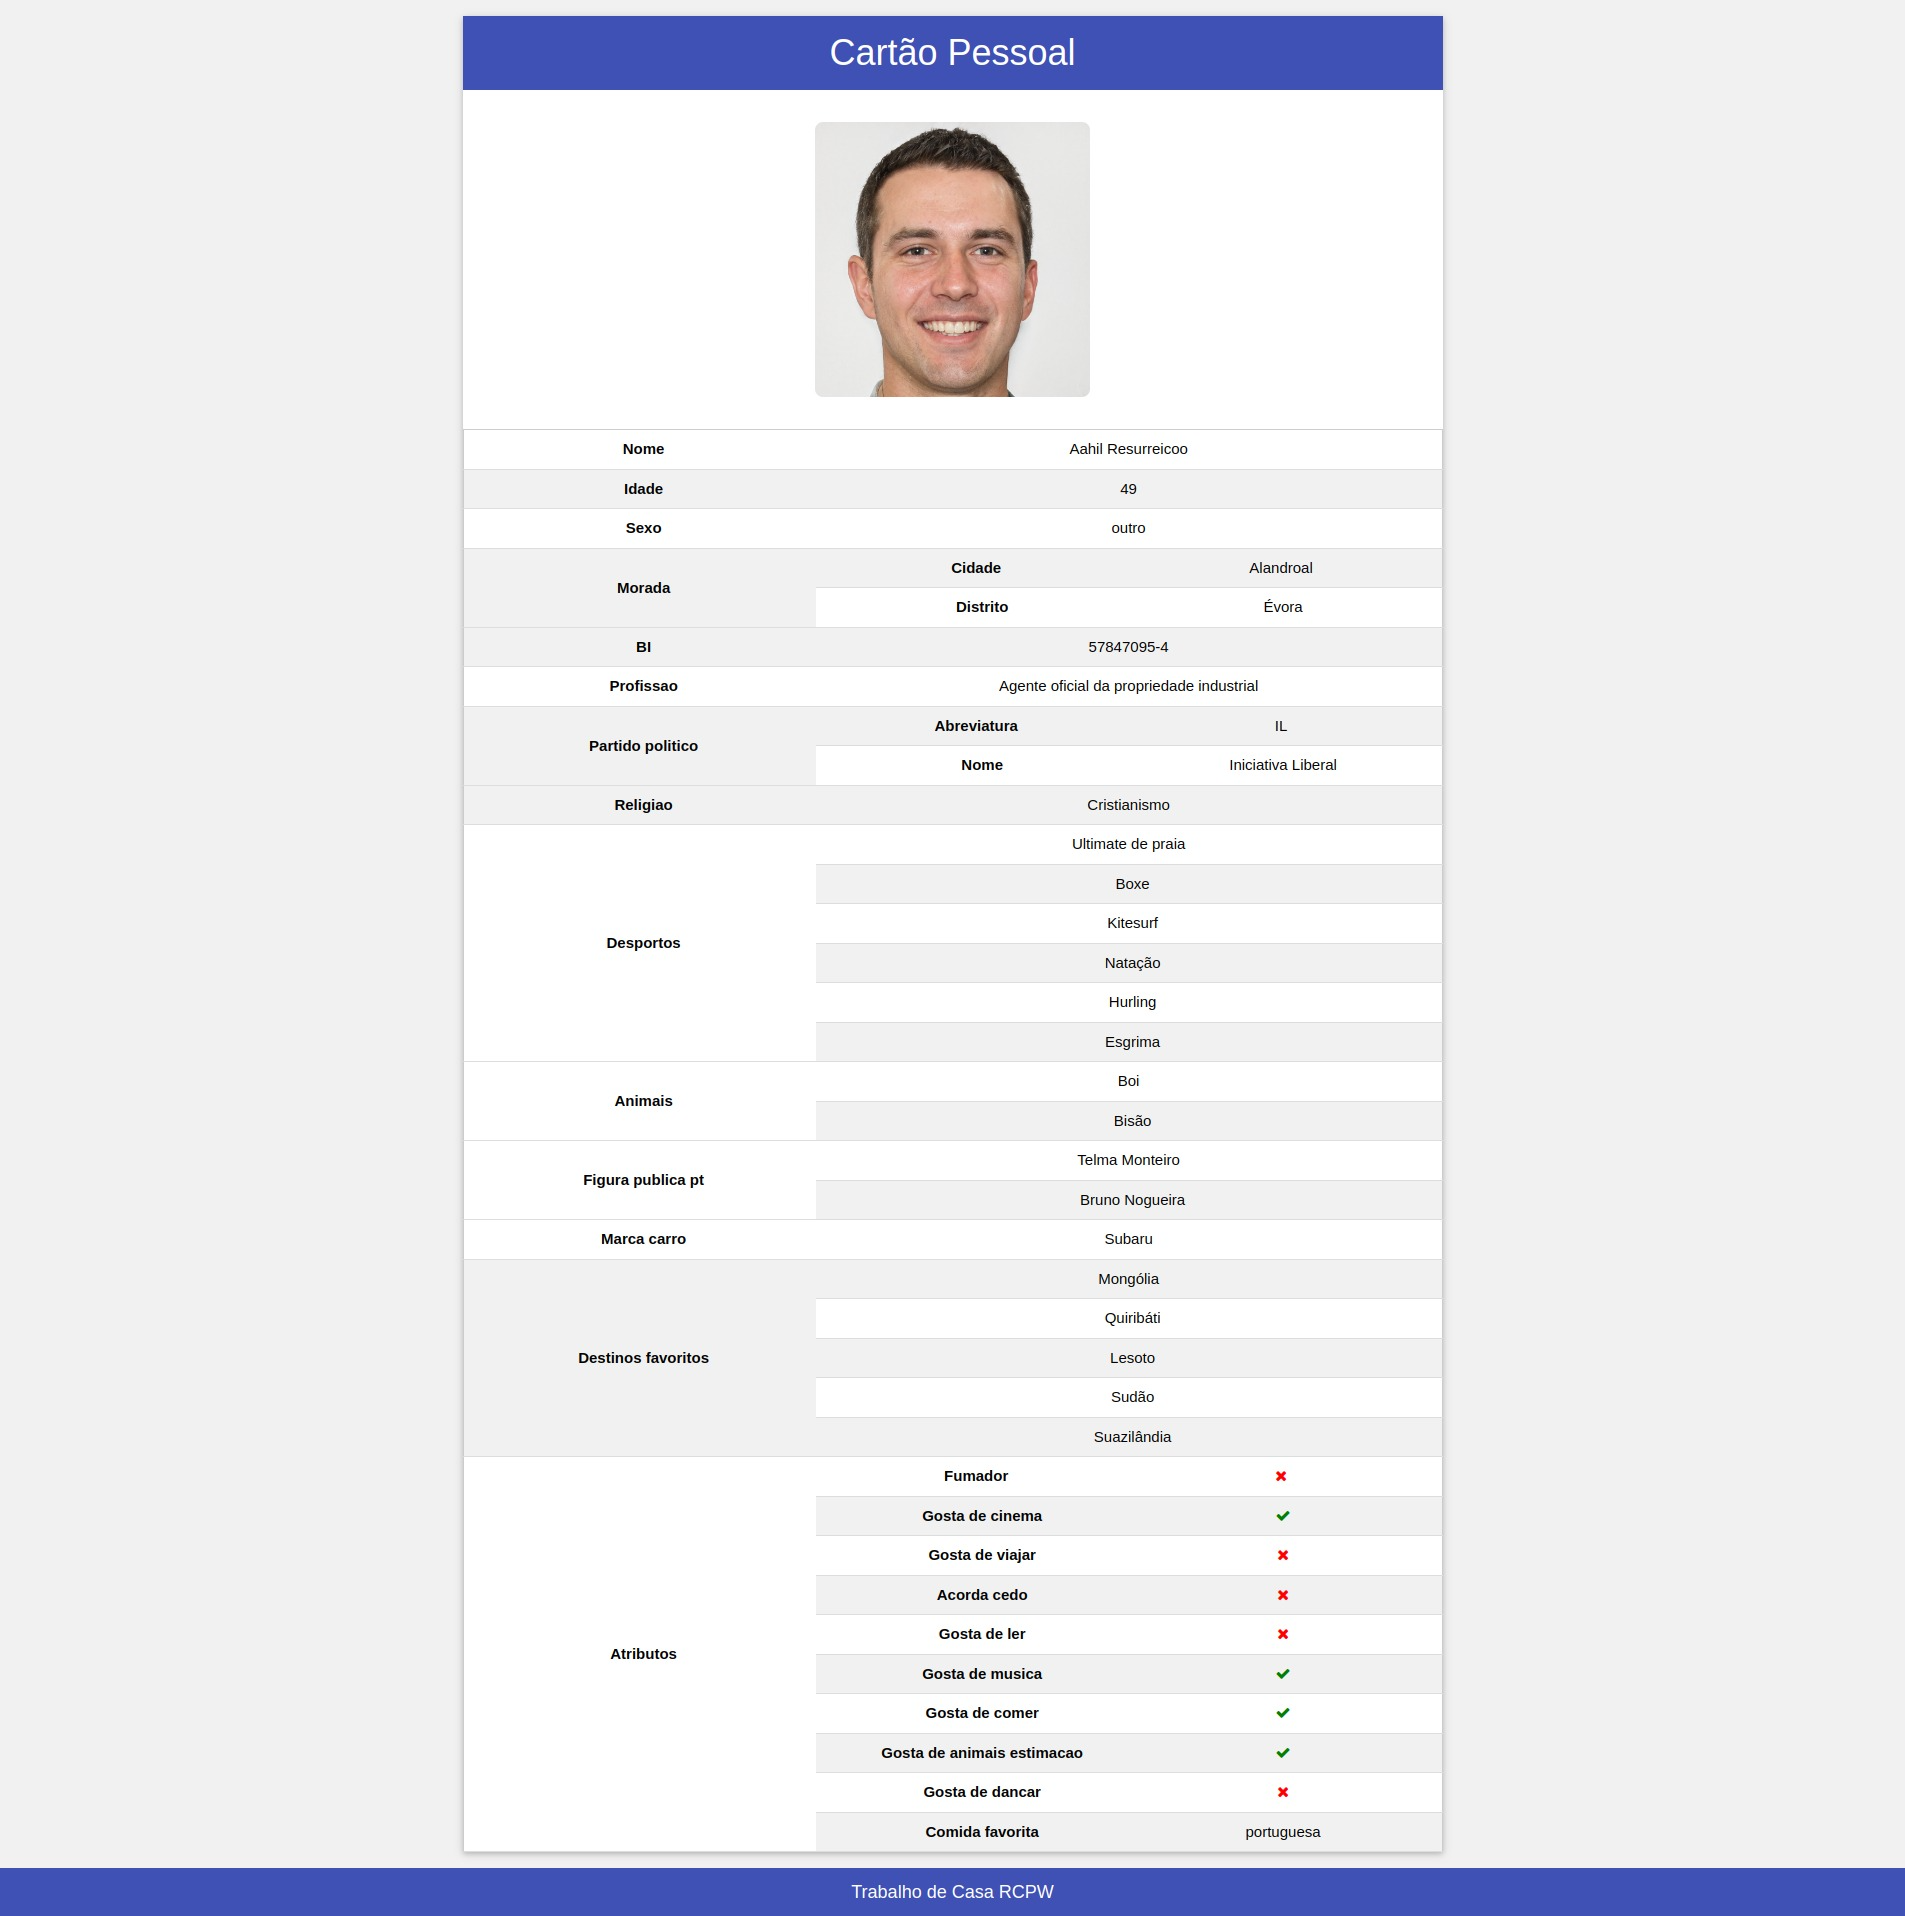 Cartão Pessoal
Nome Aahil Resurreicoo
Idade 49
Sexo outro
Morada Cidade Alandroal
Distrito Évora
BI 57847095-4
Profissao Agente oficial da propriedade industrial
Partido politico Abreviatura IL
Nome Iniciativa Liberal
Religiao Cristianismo
Desportos Ultimate de praia
Boxe
Kitesurf
Natação
Hurling
Esgrima
Animais Boi
Bisão
Figura publica pt Telma Monteiro
Bruno Nogueira
Marca carro Subaru
Destinos favoritos Mongólia
Quiribáti
Lesoto
Sudão
Suazilândia
Atributos Fumador ✖
Gosta de cinema ✔
Gosta de viajar ✖
Acorda cedo ✖
Gosta de ler ✖
Gosta de musica ✔
Gosta de comer ✔
Gosta de animais estimacao ✔
Gosta de dancar ✖
Comida favorita portuguesa
Trabalho de Casa RCPW